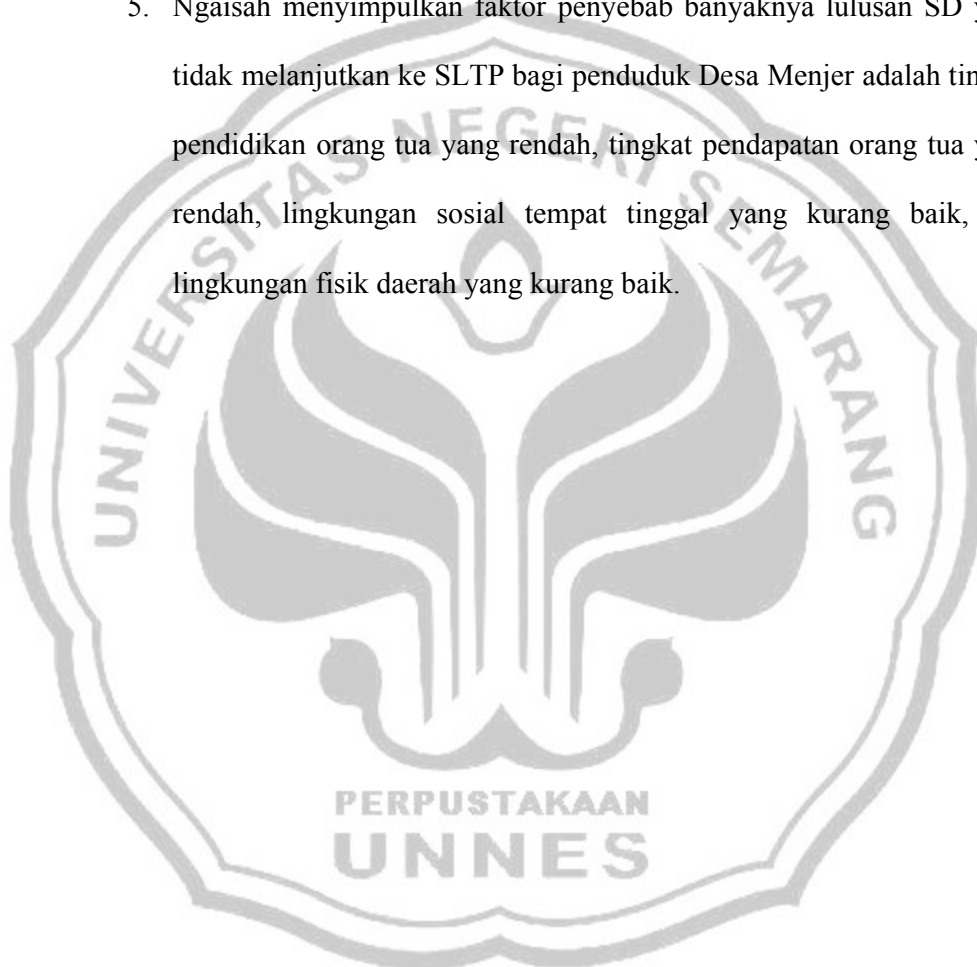 5. Ngaisah menyimpulkan faktor penyebab banyaknya lulusan SD
tidak melanjutkan ke SLTP bagi penduduk Desa Menjer adalah
pendidikan orang tua yang rendah, tingkat pendapatan orang tua
rendah, lingkungan sosial tempat tinggal yang kurang baik,
lingkungan fisik daerah yang kurang baik.
UNIVERSITAS NEGERI SEMARANG
PERPUSTAKAAN
UNNES